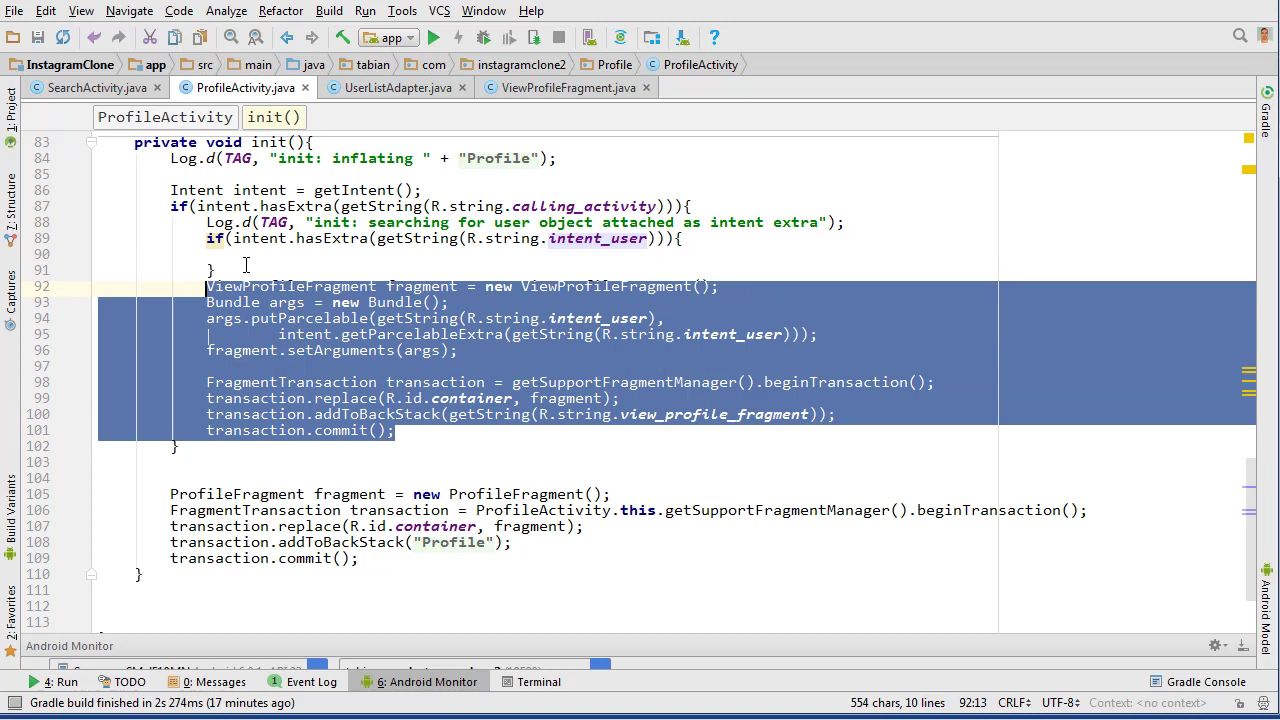 File Edit View Navigate Code Analyze Refactor Build Run Tools VCS Window Help
app
InstagramClone app src main java tabian com instagramclone2 Profile ProfileActivity
SearchActivity.java ProfileActivity.java UserListAdapter.java ViewProfileFragment.java
ProfileActivity init()
83 private void init(){
84 Log.d(TAG, "init: inflating " + "Profile");
85
86 Intent intent = getIntent();
87 if(intent.hasExtra(getString(R.string.calling_activity))){
88 Log.d(TAG, "init: searching for user object attached as intent extra");
89 if(intent.hasExtra(getString(R.string.intent_user))){
90
91 }
92 ViewProfileFragment fragment = new ViewProfileFragment();
93 Bundle args = new Bundle();
94 args.putParcelable(getString(R.string.intent_user),
95 intent.getParcelableExtra(getString(R.string.intent_user)));
96 fragment.setArguments(args);
97
98 FragmentTransaction transaction = getSupportFragmentManager().beginTransaction();
99 transaction.replace(R.id.container, fragment);
100 transaction.addToBackStack(getString(R.string.view_profile_fragment));
101 transaction.commit();
102 }
103
104
105 ProfileFragment fragment = new ProfileFragment();
106 FragmentTransaction transaction = ProfileActivity.this.getSupportFragmentManager().beginTransaction();
107 transaction.replace(R.id.container, fragment);
108 transaction.addToBackStack("Profile");
109 transaction.commit();
110 }
111
112
113
1: Project
7: Structure
Captures
Build Variants
2: Favorites
Gradle
Android Model
Android Monitor
4: Run TODO 0: Messages 1 Event Log 6: Android Monitor Terminal Gradle Console
Gradle build finished in 2s 274ms (17 minutes ago) 554 chars, 10 lines 92:13 CRLF UTF-8 Context: <no context>